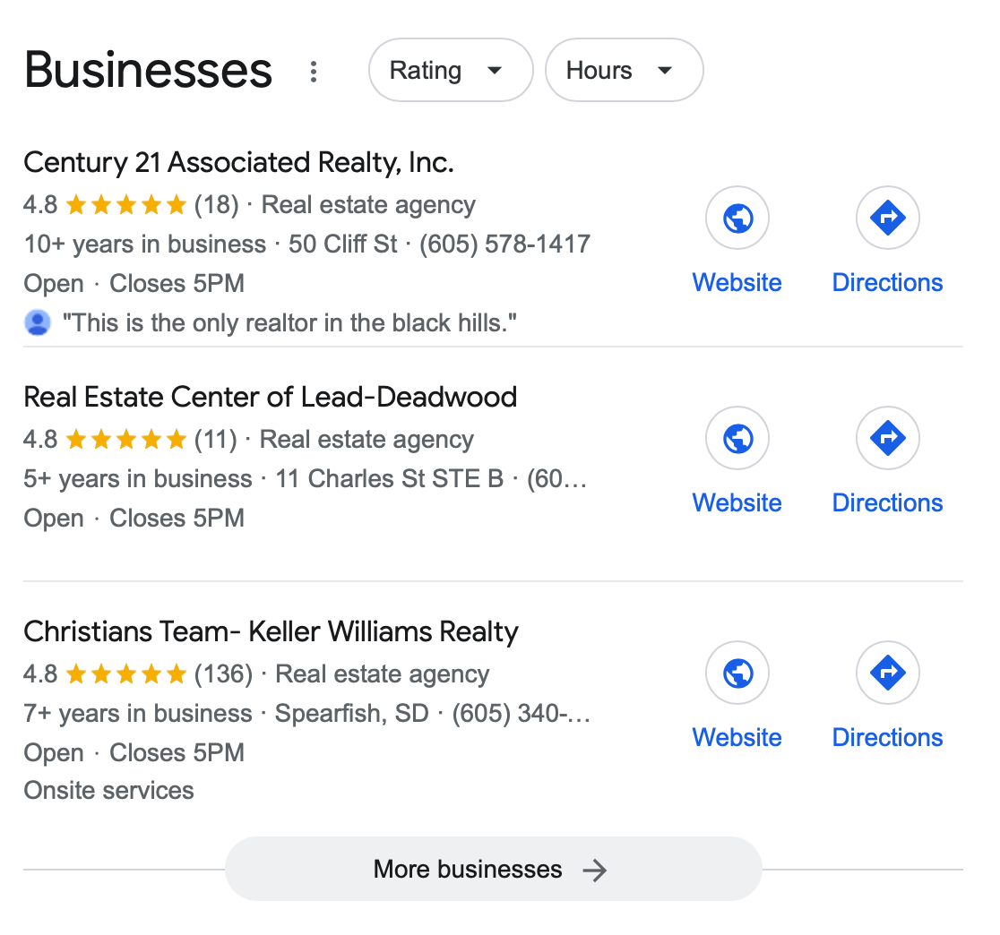 Businesses
Rating
Hours
Century 21 Associated Realty, Inc.
4.8 (18) · Real estate agency
10+ years in business · 50 Cliff St · (605) 578-1417
Open · Closes 5PM
"This is the only realtor in the black hills."
Website
Directions
Real Estate Center of Lead-Deadwood
4.8 (11) · Real estate agency
5+ years in business · 11 Charles St STE B · (60…
Open · Closes 5PM
Website
Directions
Christians Team- Keller Williams Realty
4.8 (136) · Real estate agency
7+ years in business · Spearfish, SD · (605) 340-…
Open · Closes 5PM
Onsite services
Website
Directions
More businesses